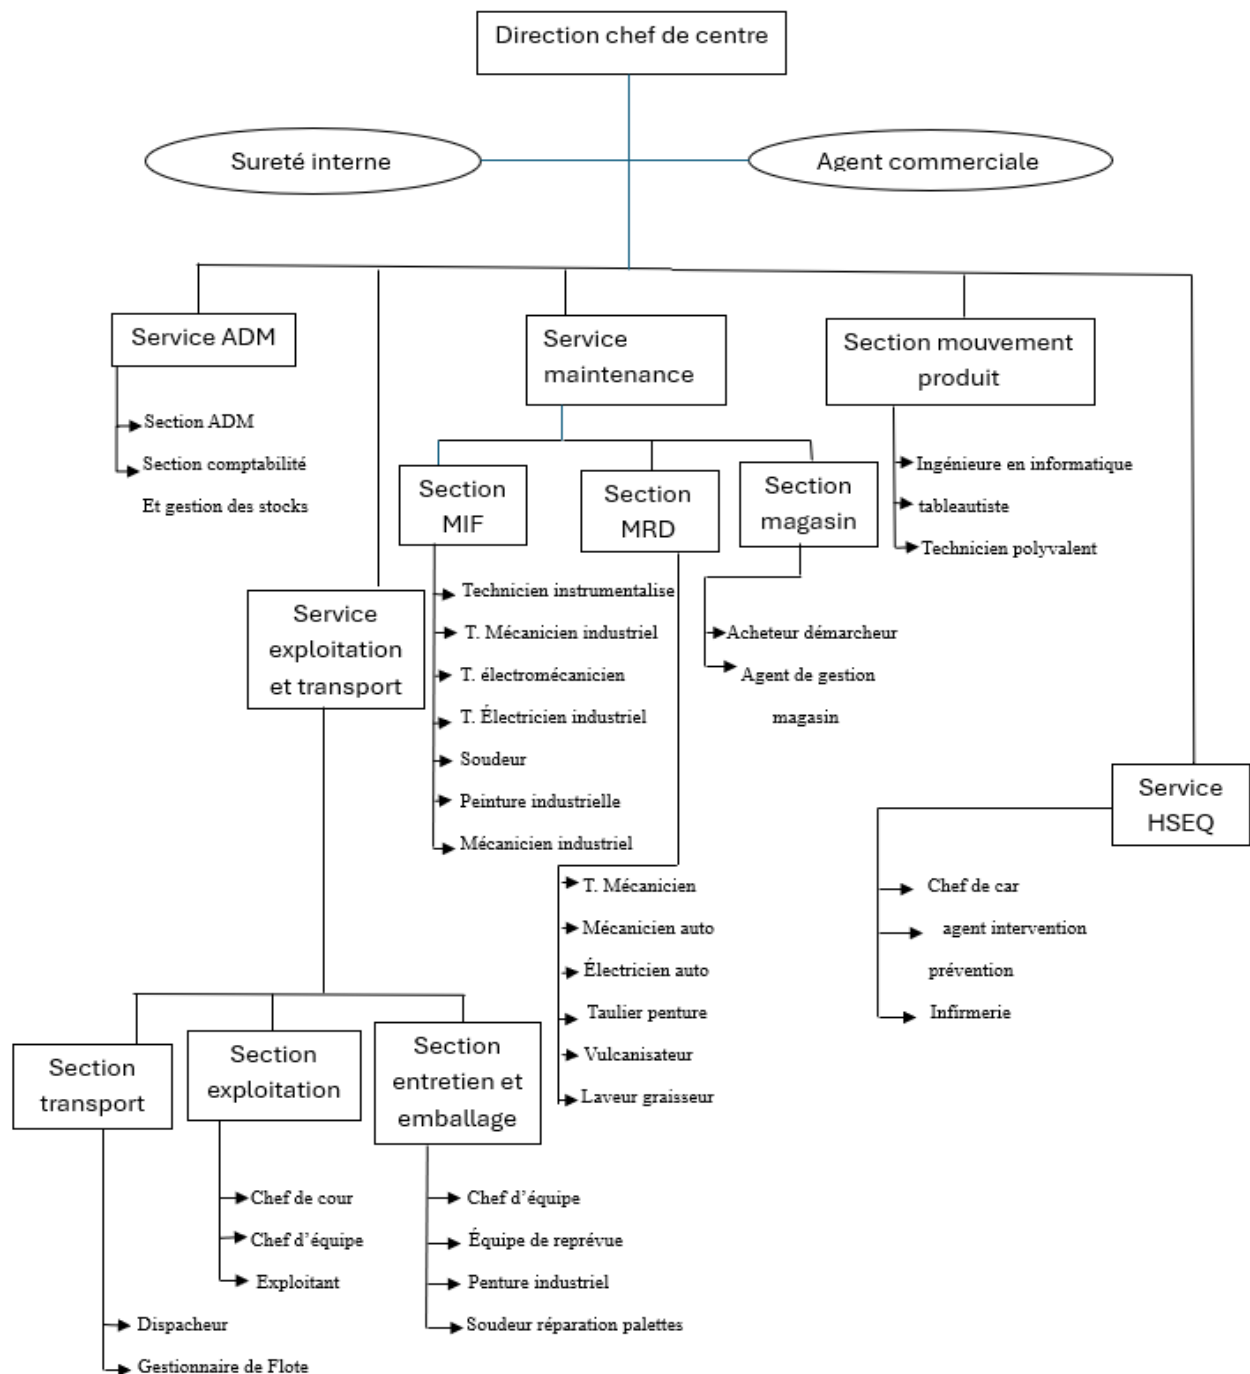 Direction chef de centre
Sureté interne
Agent commerciale
Service ADM
Section ADM
Section comptabilité
Et gestion des stocks
Service
maintenance
Section mouvement
produit
Ingénieure en informatique
tableautiste
Technicien polyvalent
Section
MIF
Section
MRD
Section
magasin
Technicien instrumentalise
T. Mécanicien industriel
T. électromécanicien
T. Électricien industriel
Soudeur
Peinture industrielle
Mécanicien industriel
Acheteur démarcheur
Agent de gestion
magasin
Service
exploitation
et transport
T. Mécanicien
Mécanicien auto
Électricien auto
Taulier penture
Vulcanisateur
Laveur graisseur
Service
HSEQ
Chef de car
agent intervention
prévention
Infirmerie
Section
transport
Section
exploitation
Section
entretien et
emballage
Chef de cour
Chef d’équipe
Exploitant
Chef d’équipe
Équipe de reprévue
Penture industriel
Soudeur réparation palettes
Dispacheur
Gestionnaire de Flote